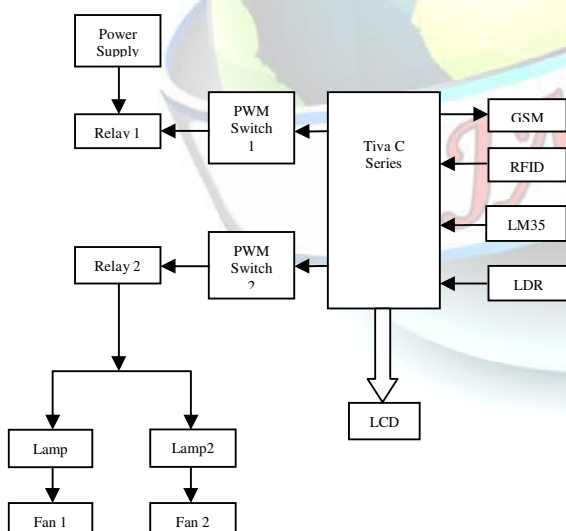 Power
Supply
Relay 1
PWM
Switch
1
Tiva C
Series
GSM
RFID
LM35
LDR
Relay 2
PWM
Switch
2
LCD
Lamp
Lamp2
Fan 1
Fan 2